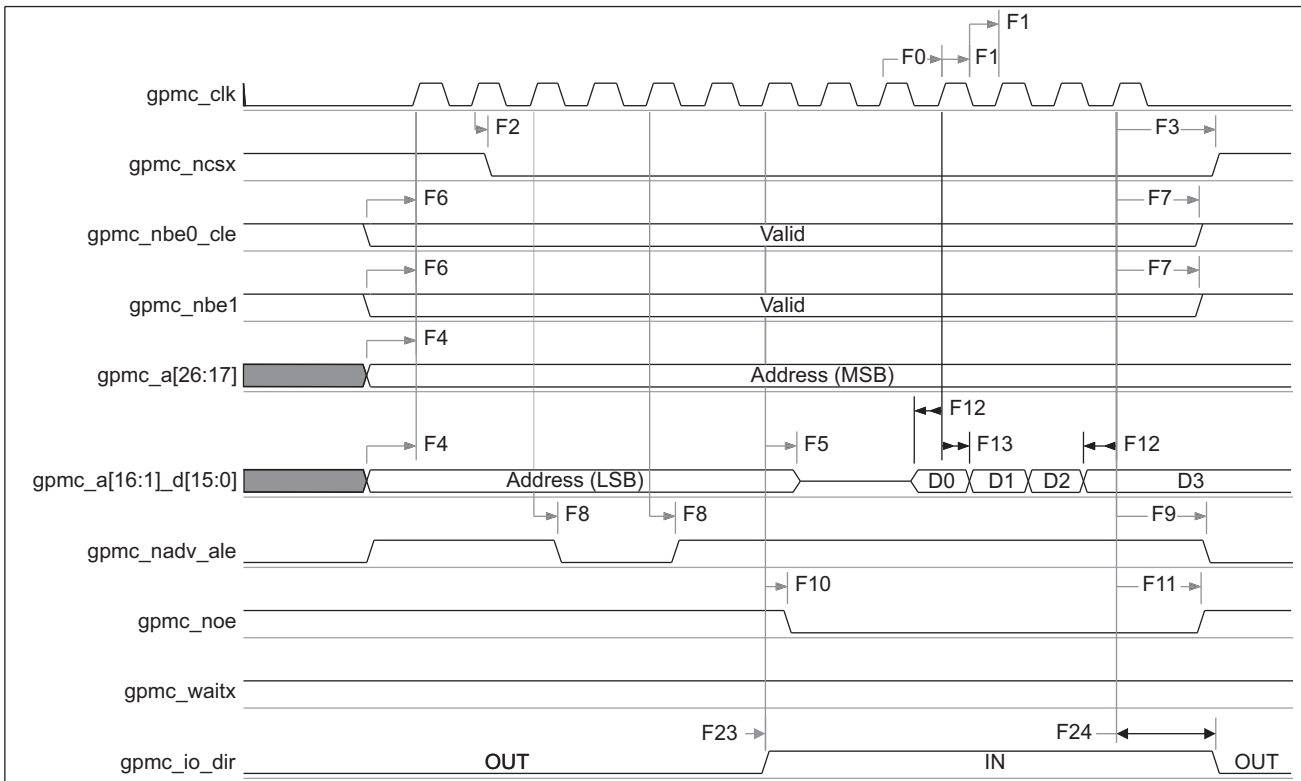 F1
F0 F1
gpmc_clk
F2 F3
gpmc_ncsx
F6 F7
gpmc_nbe0_cle Valid
F6 F7
gpmc_nbe1 Valid
F4
gpmc_a[26:17] Address (MSB)
F12
F4 F5 F13 F12
gpmc_a[16:1]_d[15:0] Address (LSB) D0 D1 D2 D3
F8 F8 F9
gpmc_nadv_ale
F10 F11
gpmc_noe
gpmc_waitx
F23 F24
gpmc_io_dir OUT IN OUT